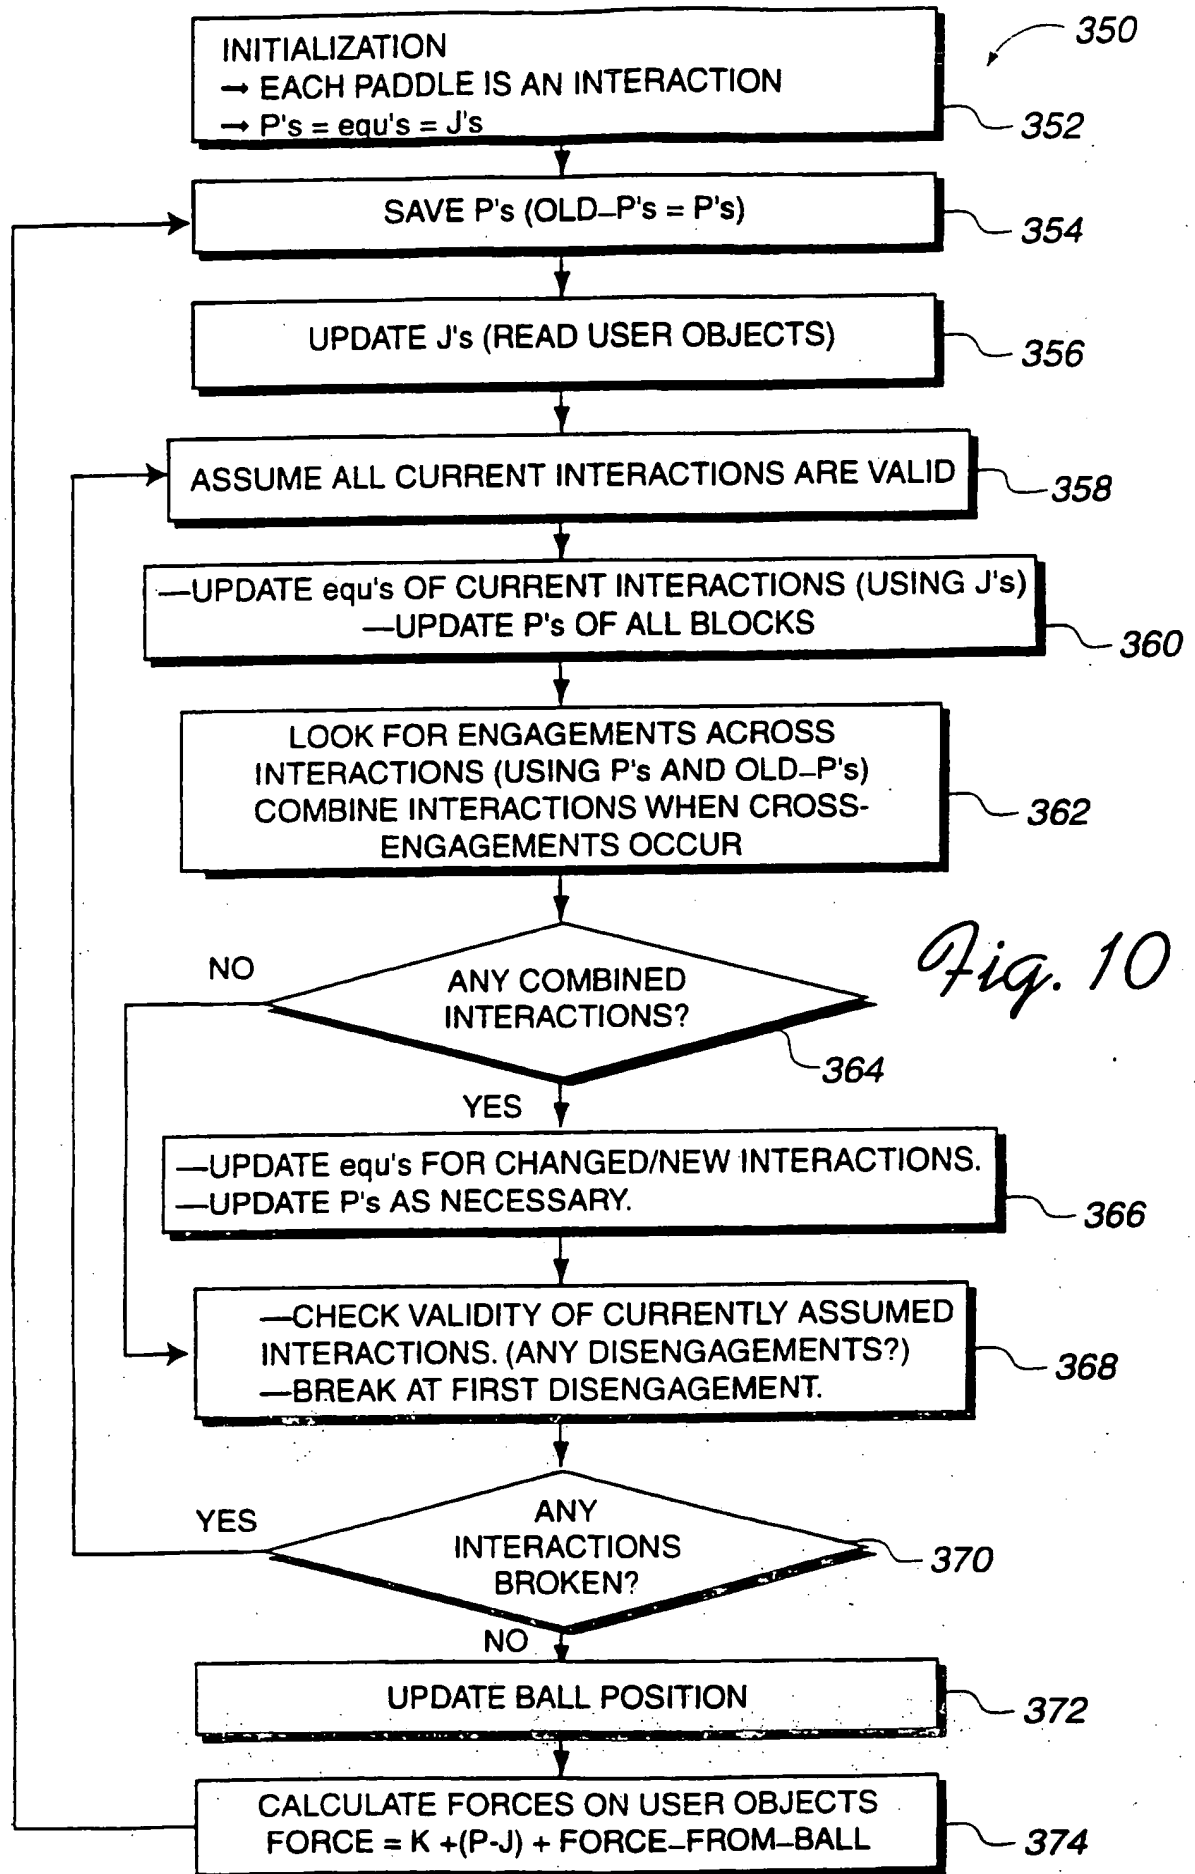 350
INITIALIZATION
→ EACH PADDLE IS AN INTERACTION
→ P's = equ's = J's
352
SAVE P's (OLD–P's = P's)
354
UPDATE J's (READ USER OBJECTS)
356
ASSUME ALL CURRENT INTERACTIONS ARE VALID
358
—UPDATE equ's OF CURRENT INTERACTIONS (USING J's)
—UPDATE P's OF ALL BLOCKS
360
LOOK FOR ENGAGEMENTS ACROSS
INTERACTIONS (USING P's AND OLD–P's)
COMBINE INTERACTIONS WHEN CROSS-
ENGAGEMENTS OCCUR
362
Fig. 10
NO
ANY COMBINED
INTERACTIONS?
364
YES
—UPDATE equ's FOR CHANGED/NEW INTERACTIONS.
—UPDATE P's AS NECESSARY.
366
—CHECK VALIDITY OF CURRENTLY ASSUMED
INTERACTIONS. (ANY DISENGAGEMENTS?)
—BREAK AT FIRST DISENGAGEMENT.
368
YES
ANY
INTERACTIONS
BROKEN?
370
NO
UPDATE BALL POSITION
372
CALCULATE FORCES ON USER OBJECTS
FORCE = K +(P-J) + FORCE–FROM–BALL
374